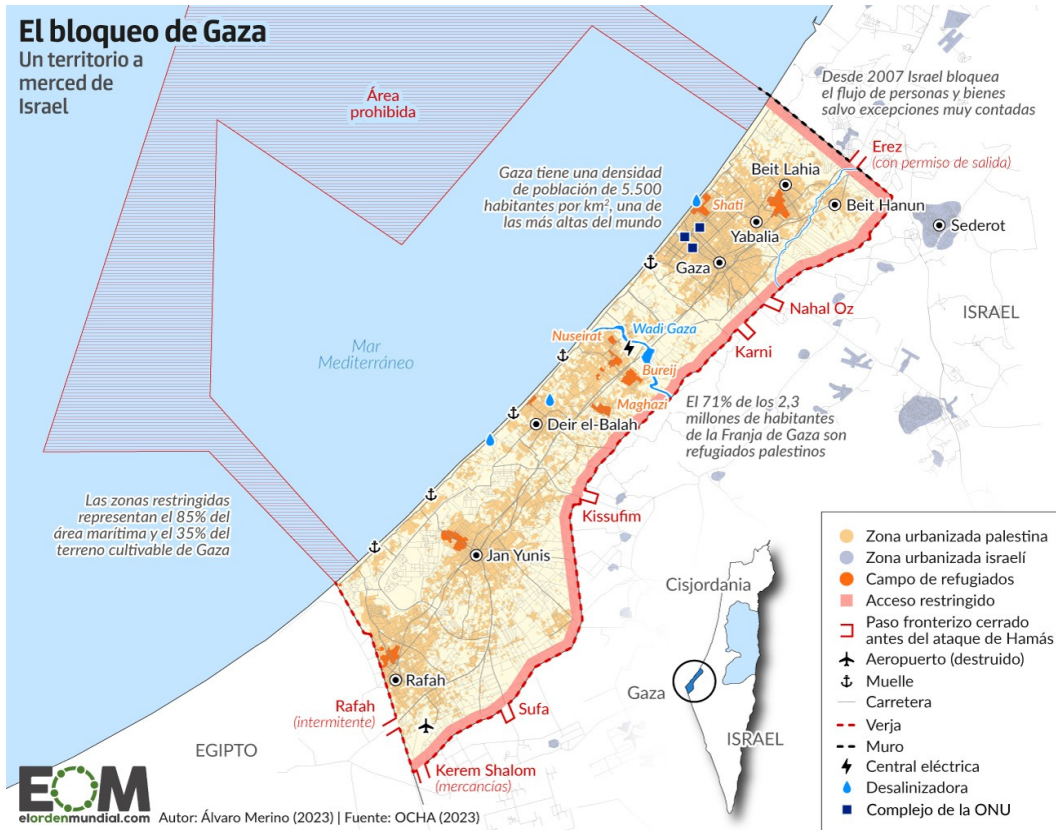 El bloqueo de Gaza
Un territorio a
merced de
Israel
Área
prohibida
Desde 2007 Israel bloquea
el flujo de personas y bienes
salvo excepciones muy contadas
Erez
(con permiso de salida)
Gaza tiene una densidad
de población de 5.500
habitantes por km², una de
las más altas del mundo
Beit Lahia
Shati
Beit Hanun
Yabalia
Sederot
Gaza
Nahal Oz
ISRAEL
Karni
Mar
Mediterráneo
Nuseirat
Wadi Gaza
Bureij
Maghazi
El 71% de los 2,3
millones de habitantes
de la Franja de Gaza son
refugiados palestinos
Deir el-Balah
Las zonas restringidas
representan el 85% del
área marítima y el 35% del
terreno cultivable de Gaza
Kissufim
Jan Yunis
Rafah
Rafah
(intermitente)
Sufa
EGIPTO
Kerem Shalom
(mercancías)
Cisjordania
Gaza
ISRAEL
Zona urbanizada palestina
Zona urbanizada israelí
Campo de refugiados
Acceso restringido
Paso fronterizo cerrado
antes del ataque de Hamás
Aeropuerto (destruido)
Muelle
Carretera
Verja
Muro
Central eléctrica
Desalinizadora
Complejo de la ONU
EOM
elordenmundial.com
Autor: Álvaro Merino (2023) | Fuente: OCHA (2023)